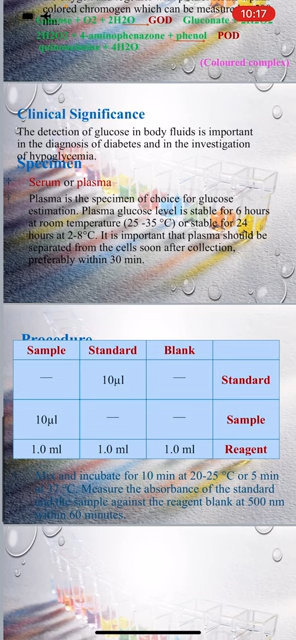 colored chromogen which can be measure
10:17
+ O2 + 2H2O GOD Gluconate +
2H2O2 + 4-aminophenazone + phenol POD
quinoneimine + 4H2O
(Coloured complex)
Clinical Significance
The detection of glucose in body fluids is important
in the diagnosis of diabetes and in the investigation
of hypoglycemia.
Specimen
Serum or plasma
Plasma is the specimen of choice for glucose
estimation. Plasma glucose level is stable for 6 hours
at room temperature (25 -35 °C) or stable for 24
hours at 2-8°C. It is important that plasma should be
separated from the cells soon after collection,
preferably within 30 min.
Procedure
Sample Standard Blank
— 10µl — Standard
10µl — — Sample
1.0 ml 1.0 ml 1.0 ml Reagent
Mix and incubate for 10 min at 20-25 °C or 5 min
at 37 °C. Measure the absorbance of the standard
and the sample against the reagent blank at 500 nm
within 60 minutes.